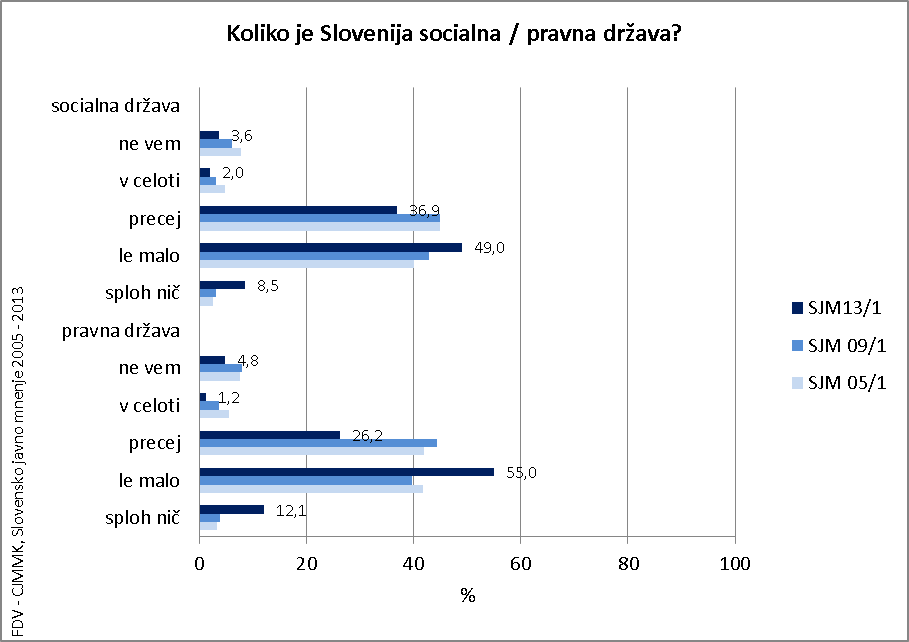 Koliko je Slovenija socialna / pravna država?
socialna država
ne vem 3,6
v celoti 2,0
precej 36,9
le malo 49,0
sploh nič 8,5
pravna država
ne vem 4,8
v celoti 1,2
precej 26,2
le malo 55,0
sploh nič 12,1
0 20 40 60 80 100
%
SJM13/1
SJM 09/1
SJM 05/1
FDV - CJMMK, Slovensko javno mnenje 2005 - 2013